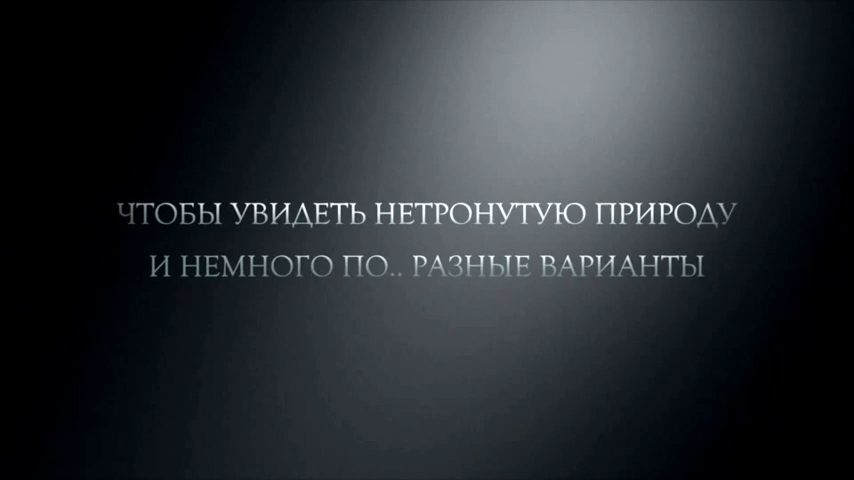 ЧТОБЫ УВИДЕТЬ НЕТРОНУТУЮ ПРИРОДУ
И НЕМНОГО ПО.. РАЗНЫЕ ВАРИАНТЫ